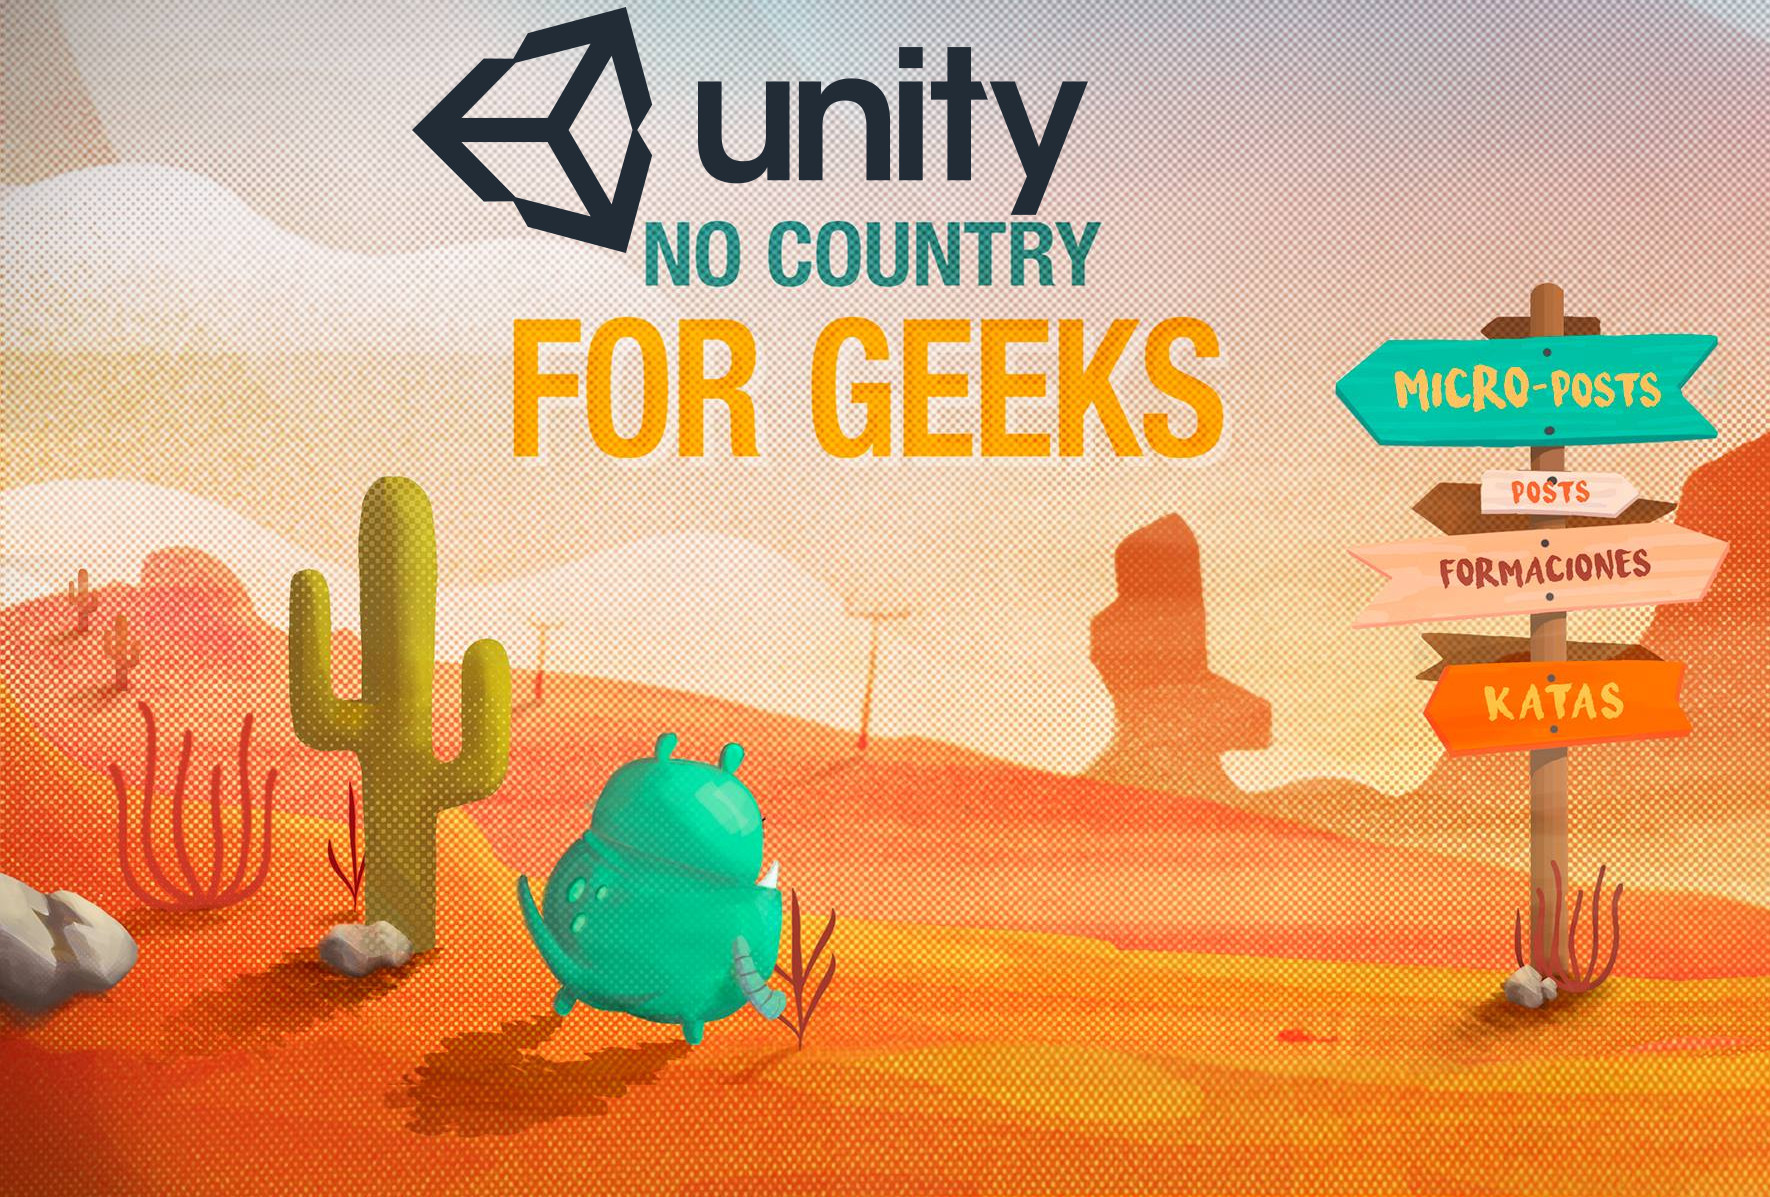 unity
NO COUNTRY
FOR GEEKS
MICRO-POSTS
POSTS
FORMACIONES
KATAS